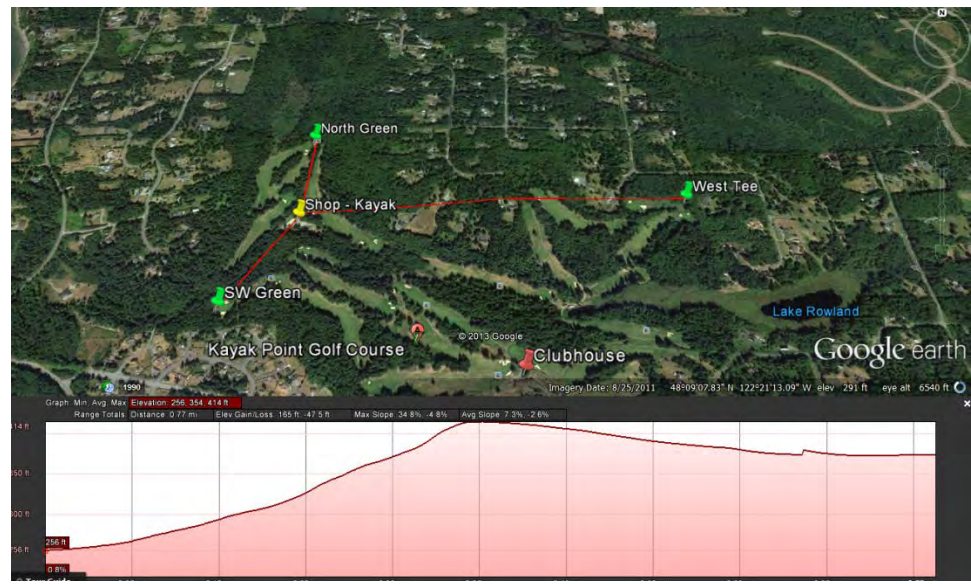 N
North Green
West Tee
Shop - Kayak
SW Green
Lake Rowland
© 2013 Google
Kayak Point Golf Course
Clubhouse
Google earth
1990
Imagery Date: 8/25/2011 48°09'07.83" N 122°21'13.09" W elev 291 ft eye alt 6540 ft
Graph: Min, Avg, Max Elevation: 256, 354, 414 ft
Range Totals: Distance: 0.77 mi Elev Gain/Loss: 165 ft, -47.5 ft Max Slope: 34.8%, -4.8% Avg Slope: 7.3%, -2.6%
414 ft
350 ft
300 ft
256 ft
256 ft
0.8%
Tour Guide